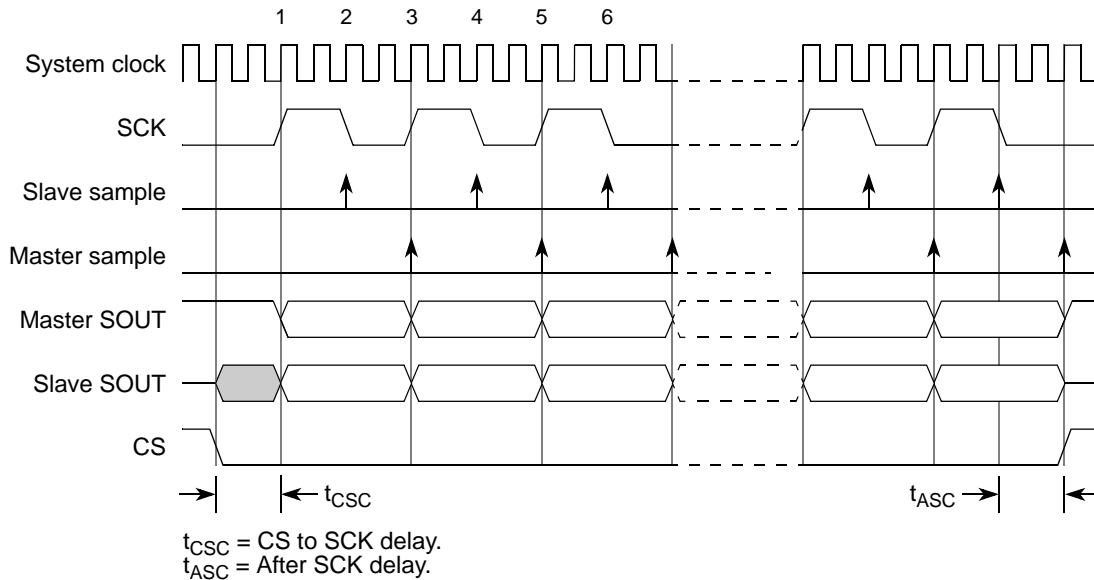 1 2 3 4 5 6
System clock
SCK
Slave sample
Master sample
Master SOUT
Slave SOUT
CS
tCSC tASC
tCSC = CS to SCK delay.
tASC = After SCK delay.